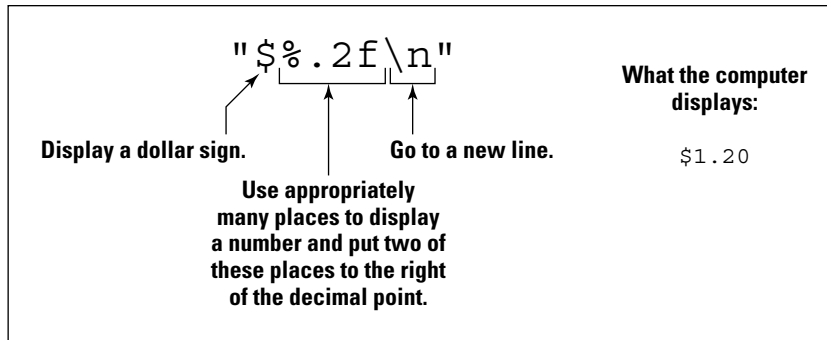 "$%.2f\n"
Display a dollar sign.
Go to a new line.
Use appropriately
many places to display
a number and put two of
these places to the right
of the decimal point.
What the computer
displays:
$1.20